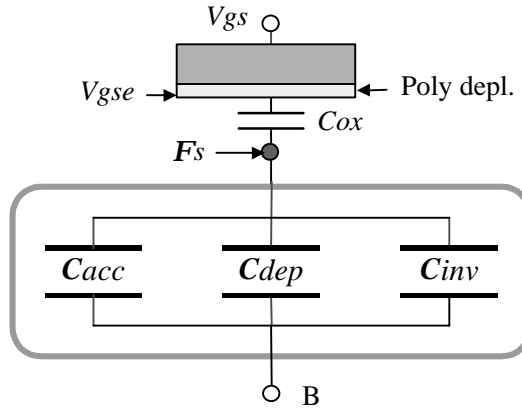 Vgs
Vgse
Poly depl.
Cox
Fs
Cacc
Cdep
Cinv
B